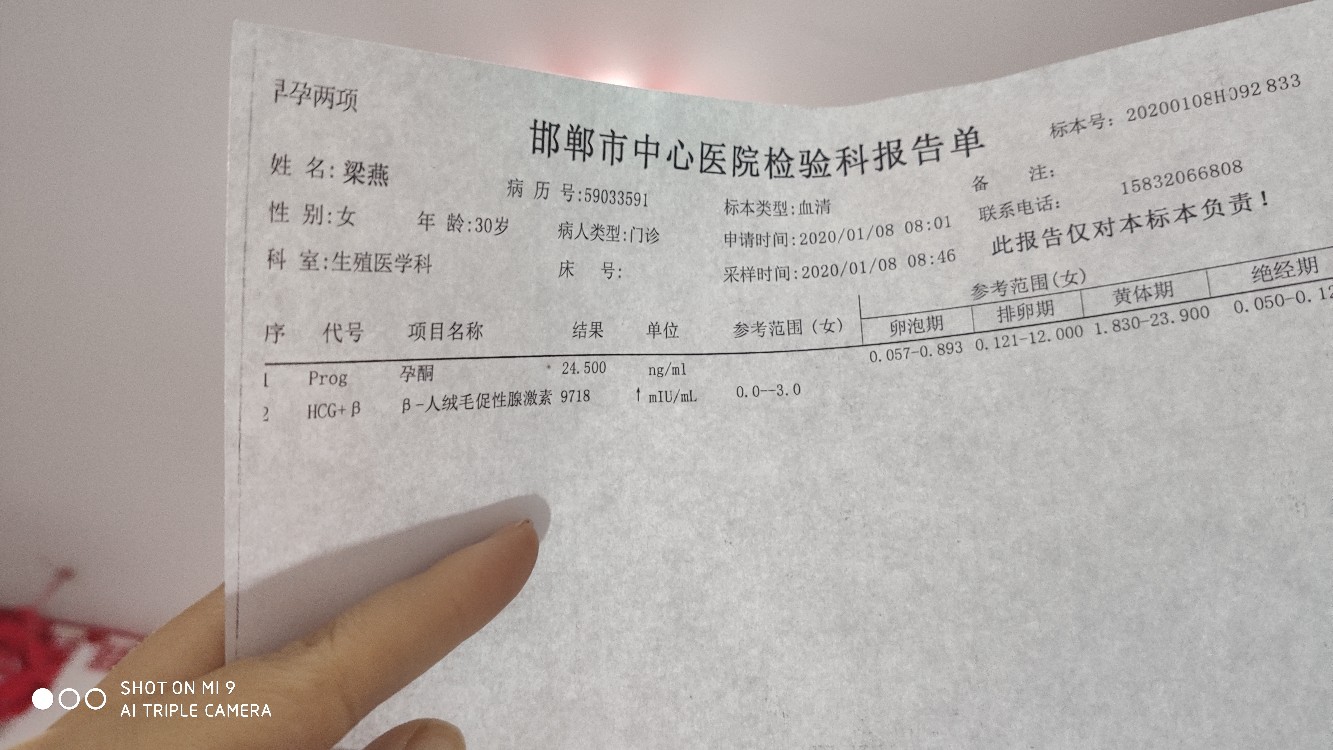 早孕两项
邯郸市中心医院检验科报告单
标本号: 20200108H092 833
姓 名: 梁燕
病 历 号:59033591
标本类型:血清
备 注:
性 别:女 年 龄:30岁
病人类型:门诊
申请时间:2020/01/08 08:01
联系电话: 15832066808
科 室:生殖医学科
床 号:
采样时间:2020/01/08 08:46
此报告仅对本标本负责!
序 代号 项目名称 结果 单位 参考范围(女)
参考范围(女)
卵泡期 排卵期 黄体期 绝经期
1 Prog 孕酮 24.500 ng/ml 0.057-0.893 0.121-12.000 1.830-23.900 0.050-0.12
2 HCG+β β-人绒毛促性腺激素 9718 ↑ mIU/mL 0.0--3.0
SHOT ON MI 9
AI TRIPLE CAMERA